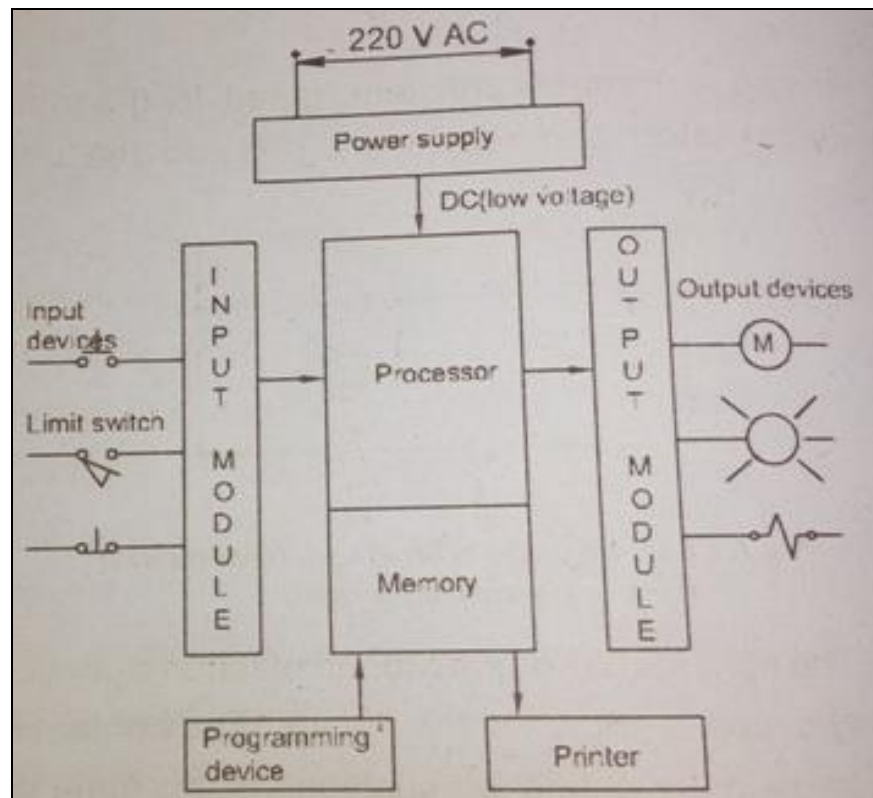 220 V AC
Power supply
DC(low voltage)
INPUT MODULE
OUTPUT MODULE
Input
devices
Limit switch
Processor
Memory
Output devices
M
Programming
device
Printer